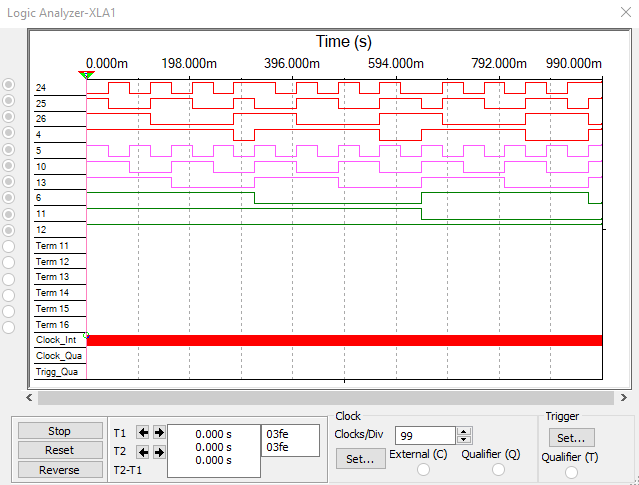 Logic Analyzer-XLA1
Time (s)
0.000m 198.000m 396.000m 594.000m 792.000m 990.000m
24
25
26
4
5
10
13
6
11
12
Term 11
Term 12
Term 13
Term 14
Term 15
Term 16
Clock_Int
Clock_Qua
Trigg_Qua
Stop
Reset
Reverse
T1
T2
T2-T1
0.000 s 03fe
0.000 s 03fe
0.000 s
Clock
Clocks/Div 99
Set... External (C) Qualifier (Q)
Trigger
Set...
Qualifier (T)